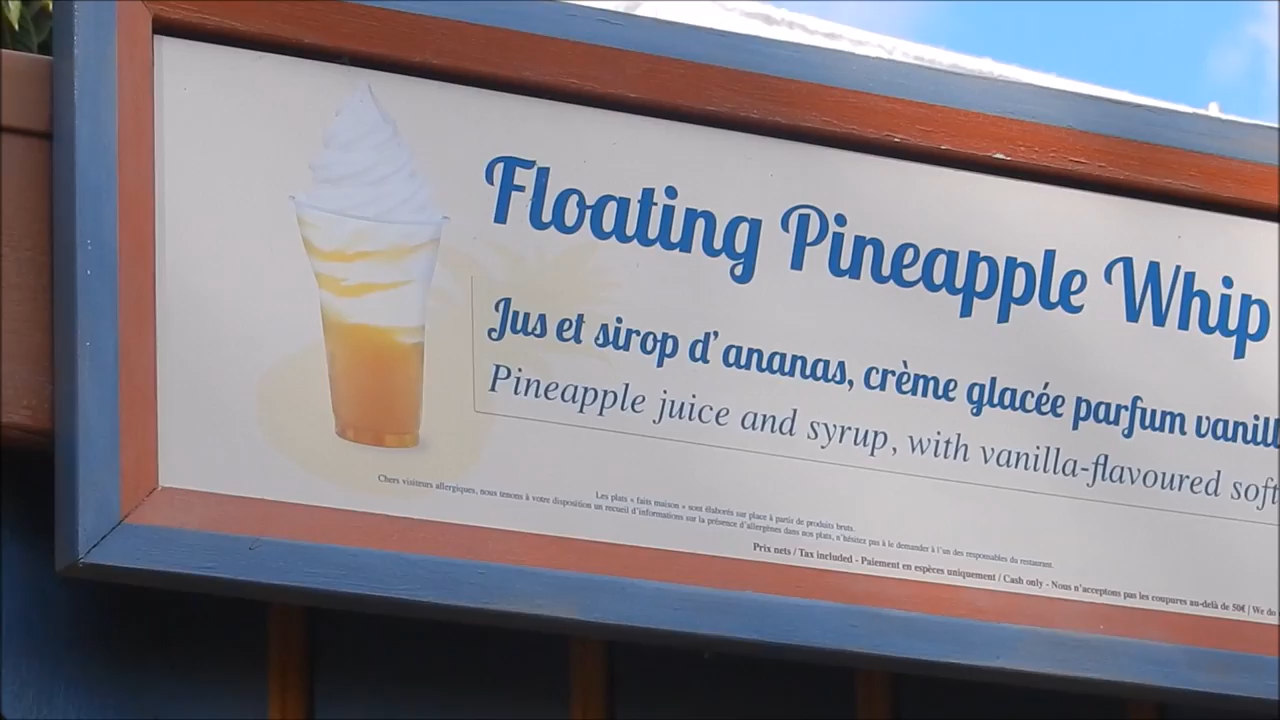 Floating Pineapple Whip
Jus et sirop d'ananas, crème glacée parfum vanill
Pineapple juice and syrup, with vanilla-flavoured soft
Les plats « faits maison » sont élaborés sur place à partir de produits bruts.
Chers visiteurs allergiques, nous tenons à votre disposition un recueil d'informations sur la présence d'allergènes dans nos plats, n'hésitez pas à le demander à l'un des responsables du restaurant.
Prix nets / Tax included - Paiement en espèces uniquement / Cash only - Nous n'acceptons pas les coupures au-delà de 50€ | We do